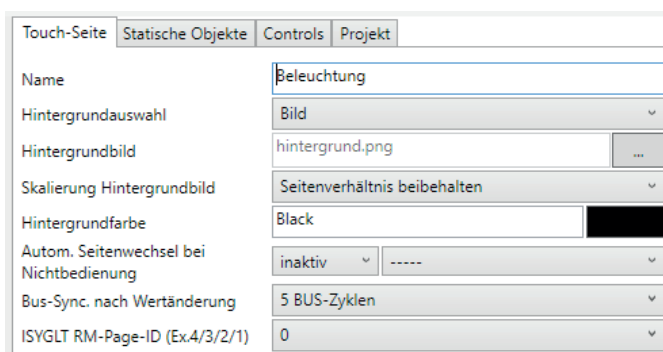 Touch-Seite Statische Objekte Controls Projekt
Name Beleuchtung
Hintergrundauswahl Bild
Hintergrundbild hintergrund.png ...
Skalierung Hintergrundbild Seitenverhältnis beibehalten
Hintergrundfarbe Black
Autom. Seitenwechsel bei
Nichtbedienung inaktiv -----
Bus-Sync. nach Wertänderung 5 BUS-Zyklen
ISYGLT RM-Page-ID (Ex.4/3/2/1) 0